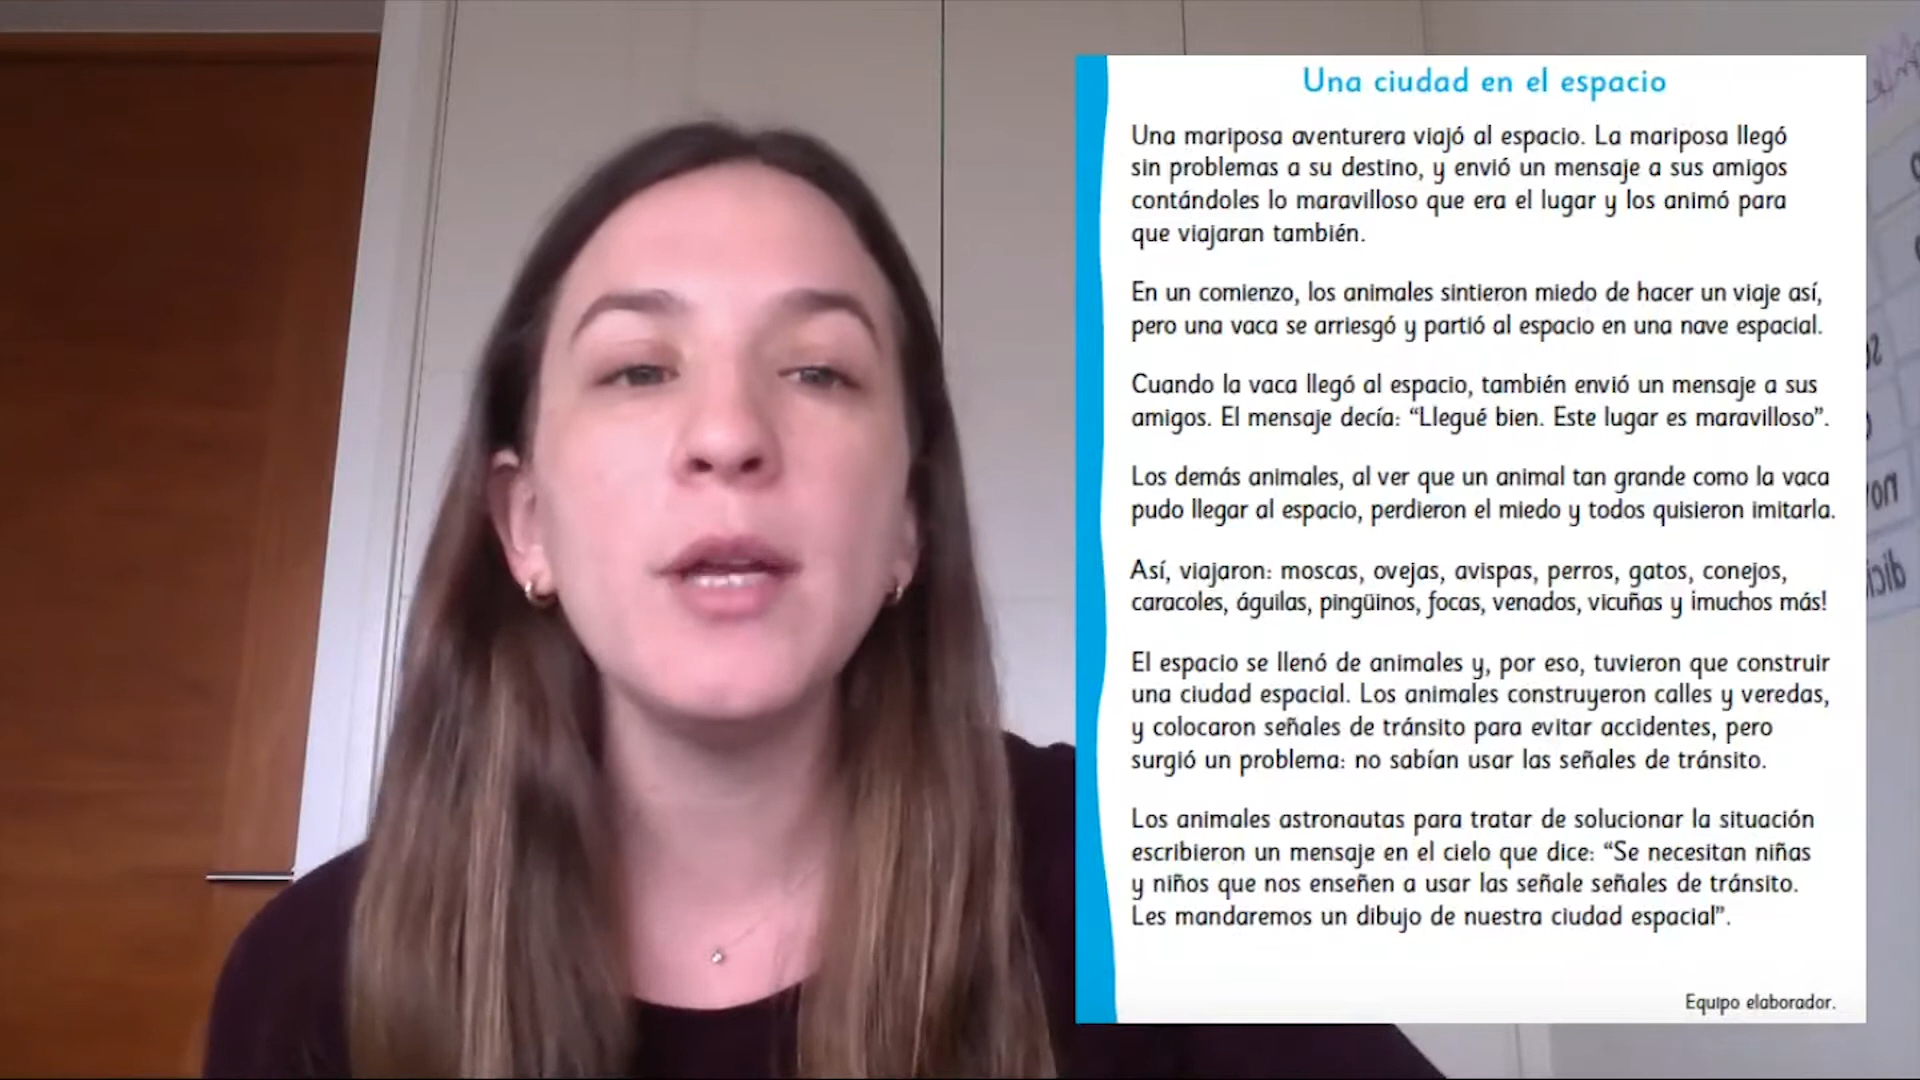 Una ciudad en el espacio
Una mariposa aventurera viajó al espacio. La mariposa llegó
sin problemas a su destino, y envió un mensaje a sus amigos
contándoles lo maravilloso que era el lugar y los animó para
que viajaran también.
En un comienzo, los animales sintieron miedo de hacer un viaje así,
pero una vaca se arriesgó y partió al espacio en una nave espacial.
Cuando la vaca llegó al espacio, también envió un mensaje a sus
amigos. El mensaje decía: “Llegué bien. Este lugar es maravilloso”.
Los demás animales, al ver que un animal tan grande como la vaca
pudo llegar al espacio, perdieron el miedo y todos quisieron imitarla.
Así, viajaron: moscas, ovejas, avispas, perros, gatos, conejos,
caracoles, águilas, pingüinos, focas, venados, vicuñas y ¡muchos más!
El espacio se llenó de animales y, por eso, tuvieron que construir
una ciudad espacial. Los animales construyeron calles y veredas,
y colocaron señales de tránsito para evitar accidentes, pero
surgió un problema: no sabían usar las señales de tránsito.
Los animales astronautas para tratar de solucionar la situación
escribieron un mensaje en el cielo que dice: “Se necesitan niñas
y niños que nos enseñen a usar las señale señales de tránsito.
Les mandaremos un dibujo de nuestra ciudad espacial”.
Equipo elaborador.